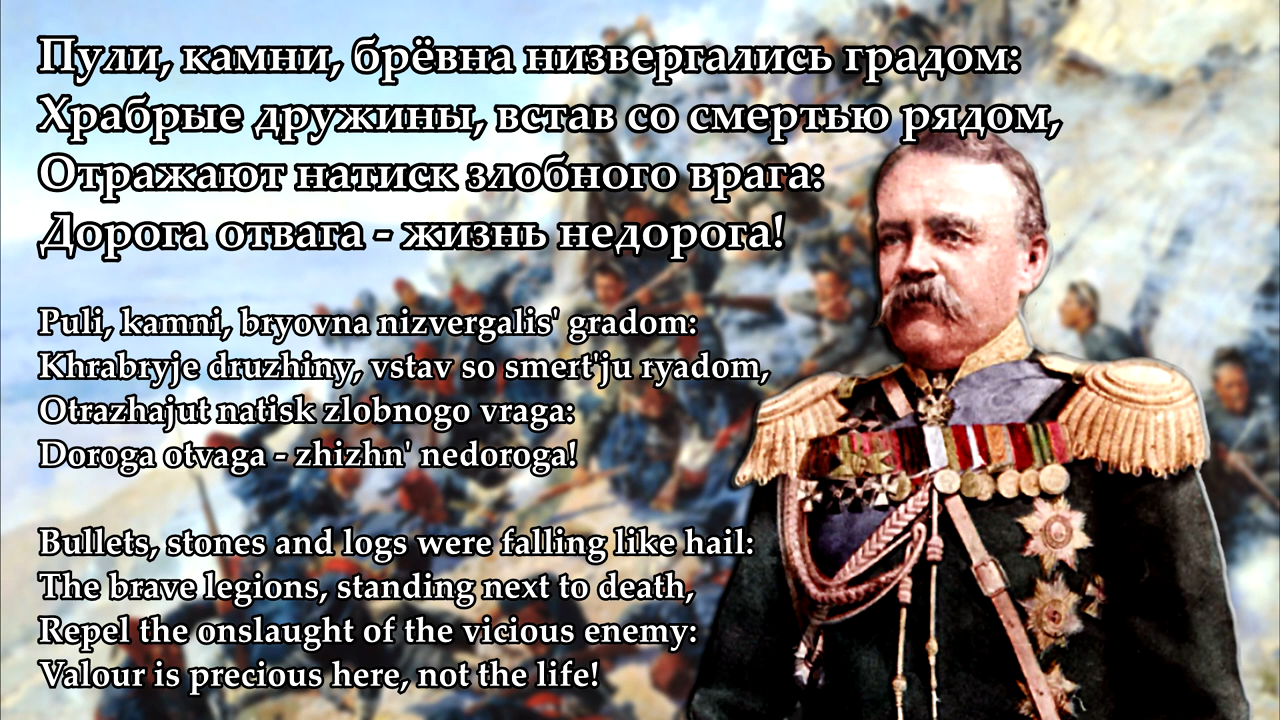 Пули, камни, брёвна низвергались градом:
Храбрые дружины, встав со смертью рядом,
Отражают натиск злобного врага:
Дорога отвага - жизнь недорога!
Puli, kamni, bryovna nizvergalis' gradom:
Khrabryje druzhiny, vstav so smert'ju ryadom,
Otrazhajut natisk zlobnogo vraga:
Doroga otvaga - zhizhn' nedoroga!
Bullets, stones and logs were falling like hail:
The brave legions, standing next to death,
Repel the onslaught of the vicious enemy:
Valour is precious here, not the life!